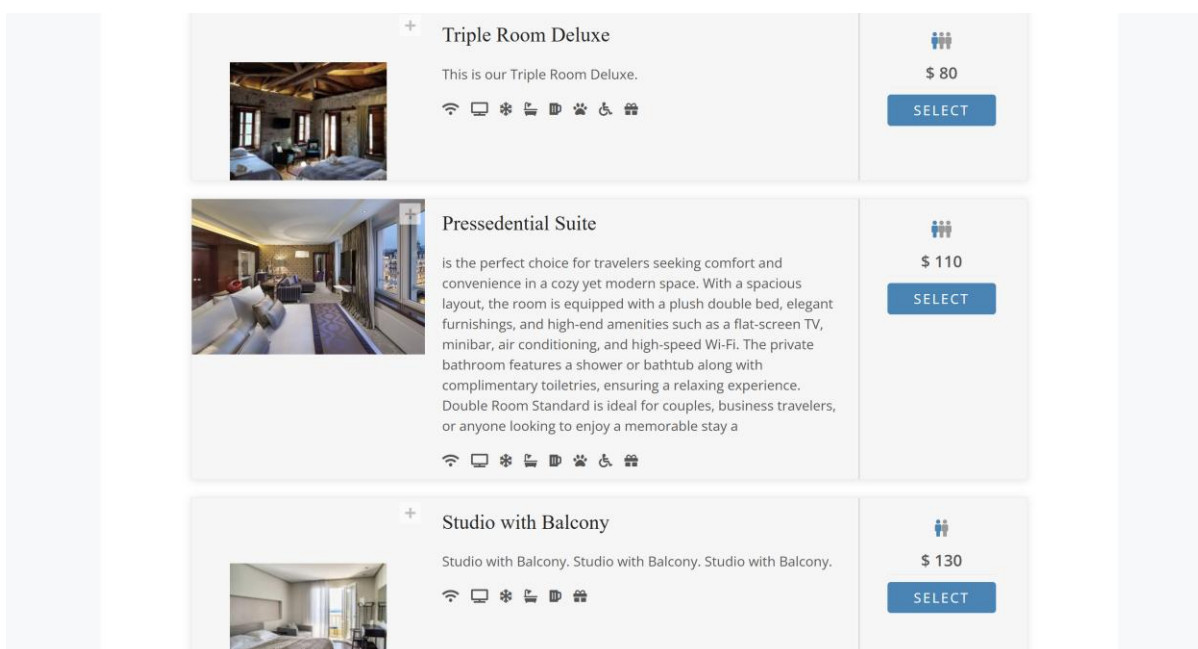 Triple Room Deluxe
This is our Triple Room Deluxe.
$ 80
SELECT
Pressedential Suite
is the perfect choice for travelers seeking comfort and
convenience in a cozy yet modern space. With a spacious
layout, the room is equipped with a plush double bed, elegant
furnishings, and high-end amenities such as a flat-screen TV,
minibar, air conditioning, and high-speed Wi-Fi. The private
bathroom features a shower or bathtub along with
complimentary toiletries, ensuring a relaxing experience.
Double Room Standard is ideal for couples, business travelers,
or anyone looking to enjoy a memorable stay a
$ 110
SELECT
Studio with Balcony
Studio with Balcony. Studio with Balcony. Studio with Balcony.
$ 130
SELECT